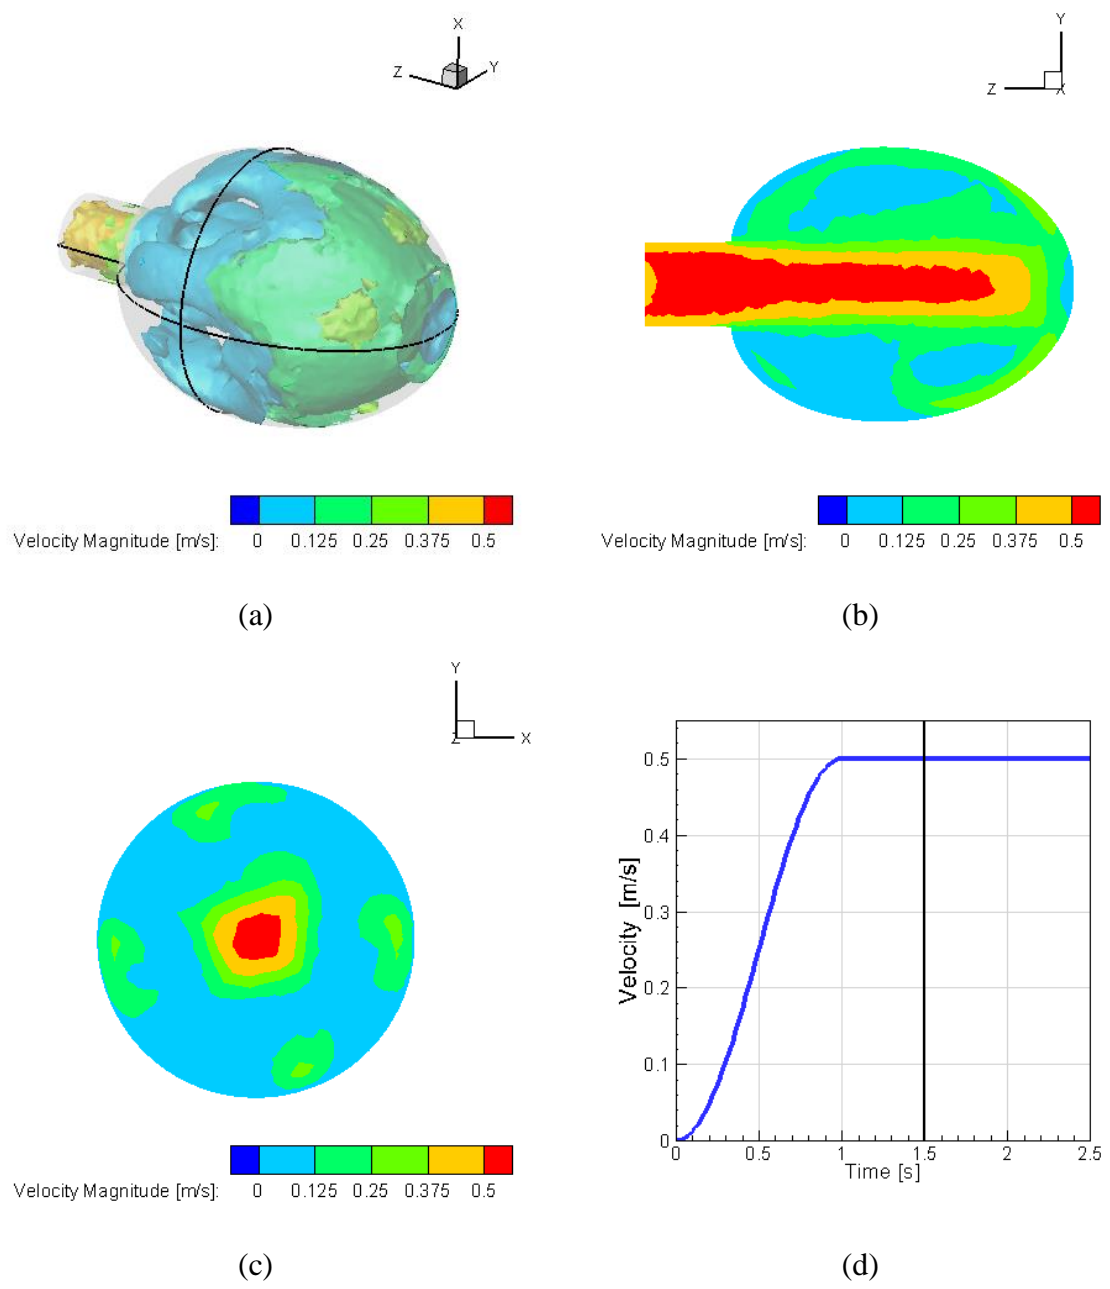 X
Z
Y
Y
Z
X
Velocity Magnitude [m/s]: 0 0.125 0.25 0.375 0.5
Velocity Magnitude [m/s]: 0 0.125 0.25 0.375 0.5
(a)
(b)
Y
Z
X
Velocity Magnitude [m/s]: 0 0.125 0.25 0.375 0.5
Velocity [m/s]
0.5
0.4
0.3
0.2
0.1
0
0 0.5 1 1.5 2 2.5
Time [s]
(c)
(d)